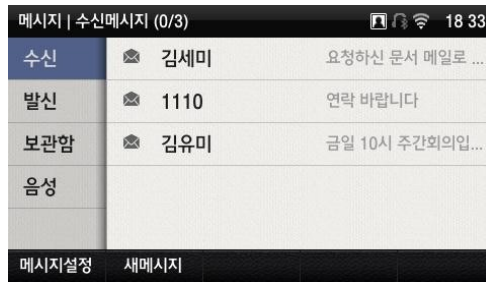 메시지 | 수신메시지 (0/3) 18 33
수신 김세미 요청하신 문서 메일로 ...
발신 1110 연락 바랍니다
보관함 김유미 금일 10시 주간회의입...
음성
메시지설정 새메시지